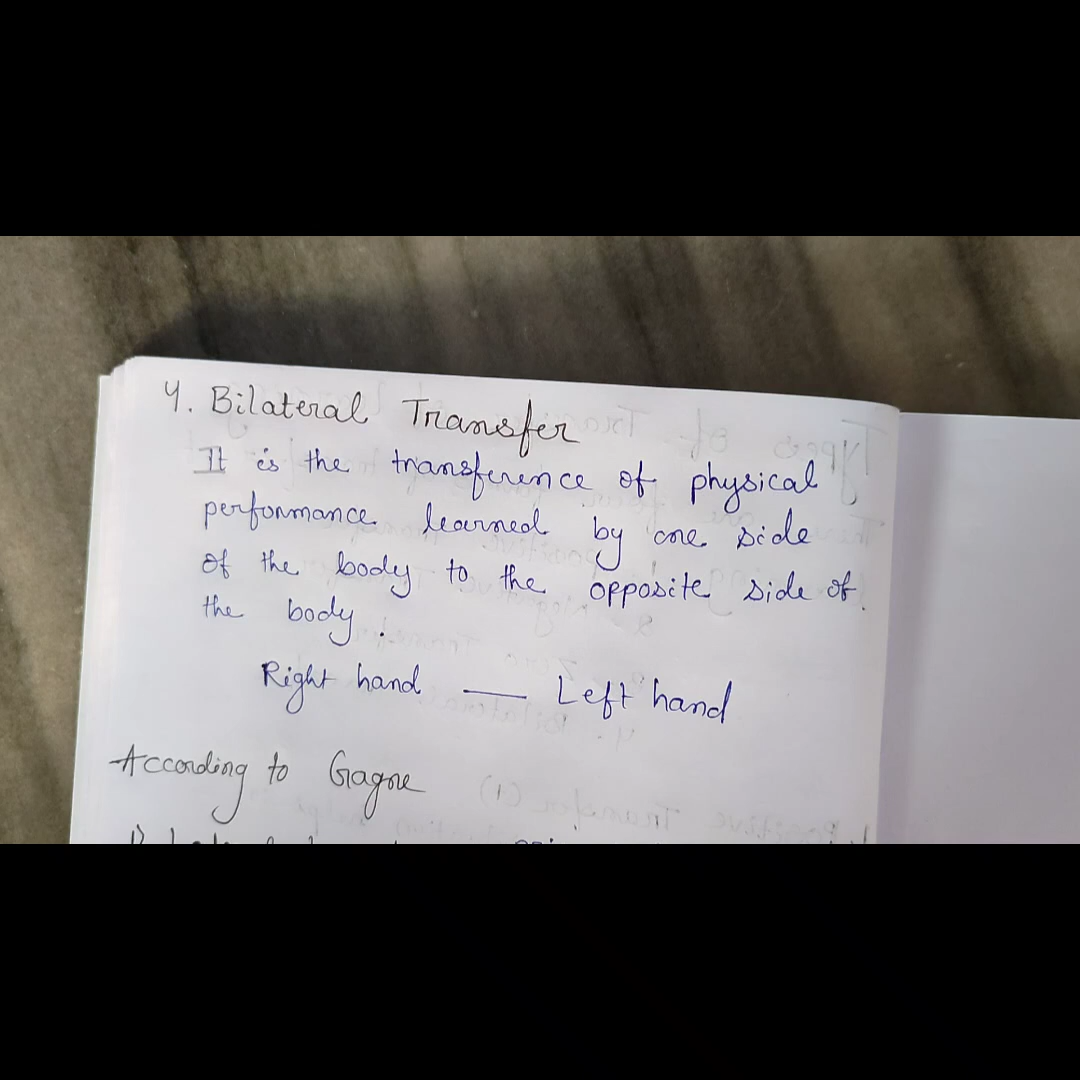 4. Bilateral Transfer
It is the transference of physical
performance learned by one side
of the body to the opposite side of
the body.
Right hand — Left hand
According to Gagne